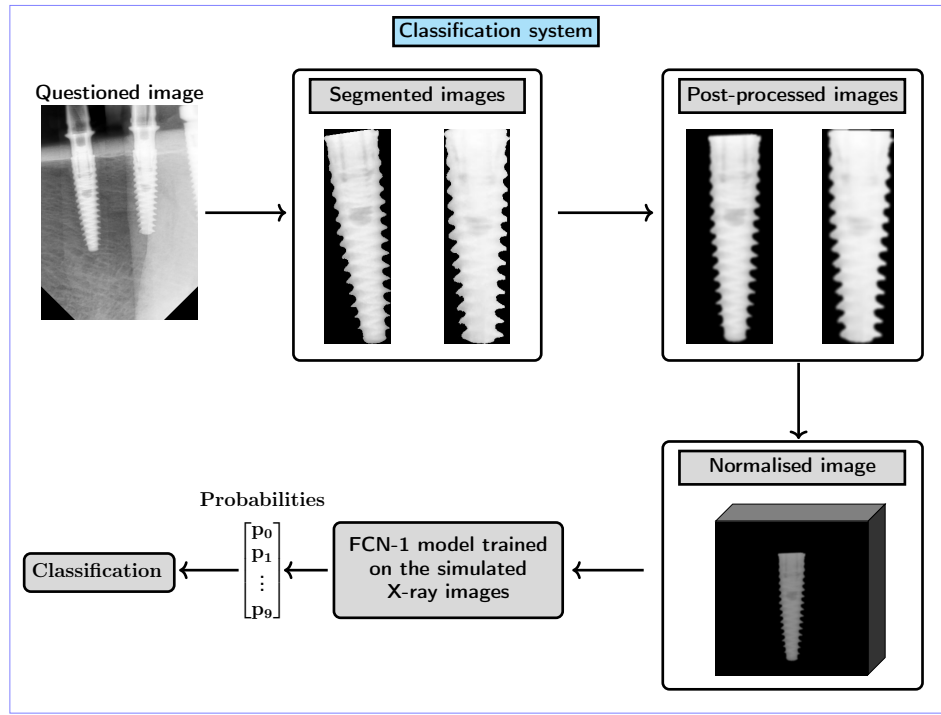 Classification system
Questioned image
Segmented images
Post-processed images
Normalised image
FCN-1 model trained
on the simulated
X-ray images
Probabilities
p₀
p₁
⋮
p₉
Classification